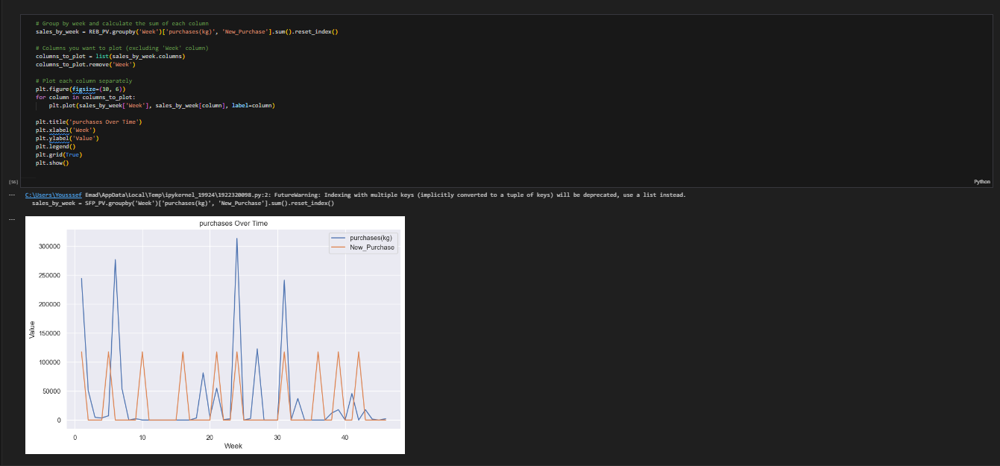 # Group by week and calculate the sum of each column
sales_by_week = REB_PV.groupby('Week')['purchases(kg)', 'New_Purchase'].sum().reset_index()
# Columns you want to plot (excluding 'Week' column)
columns_to_plot = list(sales_by_week.columns)
columns_to_plot.remove('Week')
# Plot each column separately
plt.figure(figsize=(10, 6))
for column in columns_to_plot:
plt.plot(sales_by_week['Week'], sales_by_week[column], label=column)
plt.title('purchases Over Time')
plt.xlabel('Week')
plt.ylabel('Value')
plt.legend()
plt.grid(True)
plt.show()
[56]
Python
... C:\Users\Yousssef Emad\AppData\Local\Temp\ipykernel_19924\1922320098.py:2: FutureWarning: Indexing with multiple keys (implicitly converted to a tuple of keys) will be deprecated, use a list instead.
sales_by_week = SFP_PV.groupby('Week')['purchases(kg)', 'New_Purchase'].sum().reset_index()
...
purchases Over Time
purchases(kg)
New_Purchase
300000
250000
200000
150000
100000
50000
0
Value
0 10 20 30 40
Week